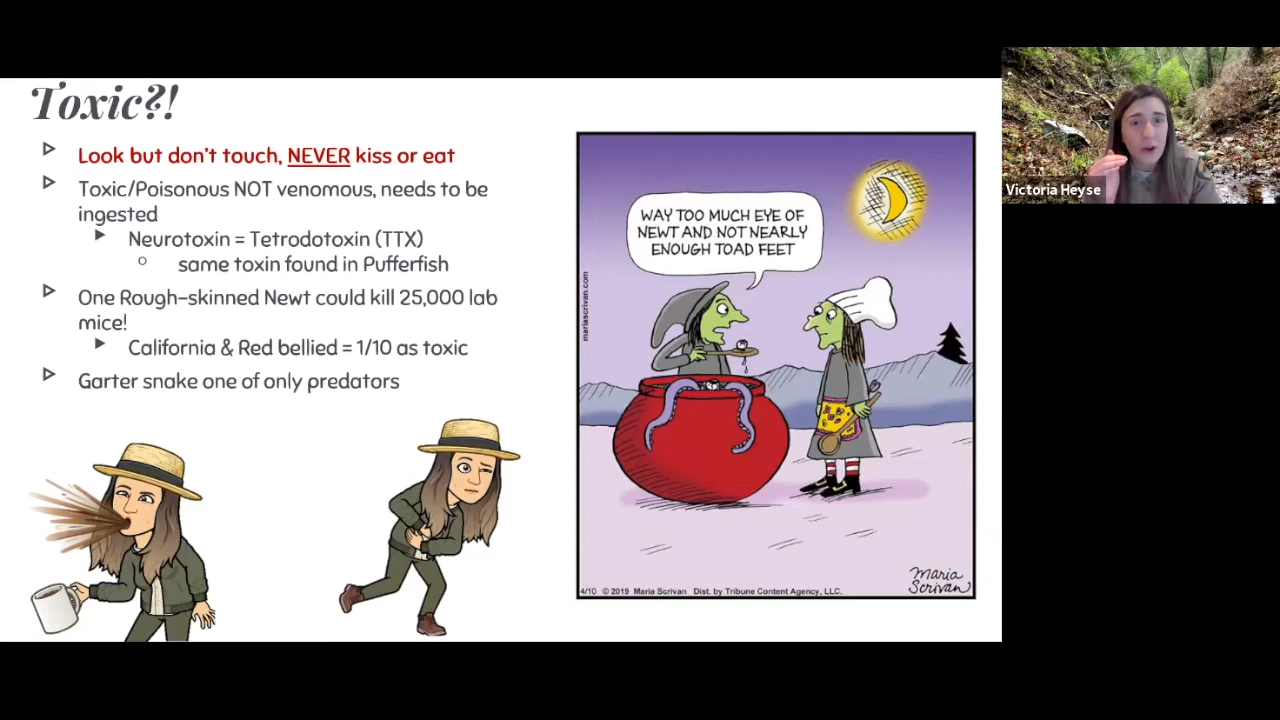 Toxic?!
Look but don't touch, NEVER kiss or eat
Toxic/Poisonous NOT venomous, needs to be
ingested
Neurotoxin = Tetrodotoxin (TTX)
same toxin found in Pufferfish
One Rough-skinned Newt could kill 25,000 lab
mice!
California & Red bellied = 1/10 as toxic
Garter snake one of only predators
WAY TOO MUCH EYE OF
NEWT AND NOT NEARLY
ENOUGH TOAD FEET
mariascrivan.com
Maria
Scrivan
4/10 © 2019 Maria Scrivan Dist. by Tribune Content Agency, LLC.
Victoria Heyse